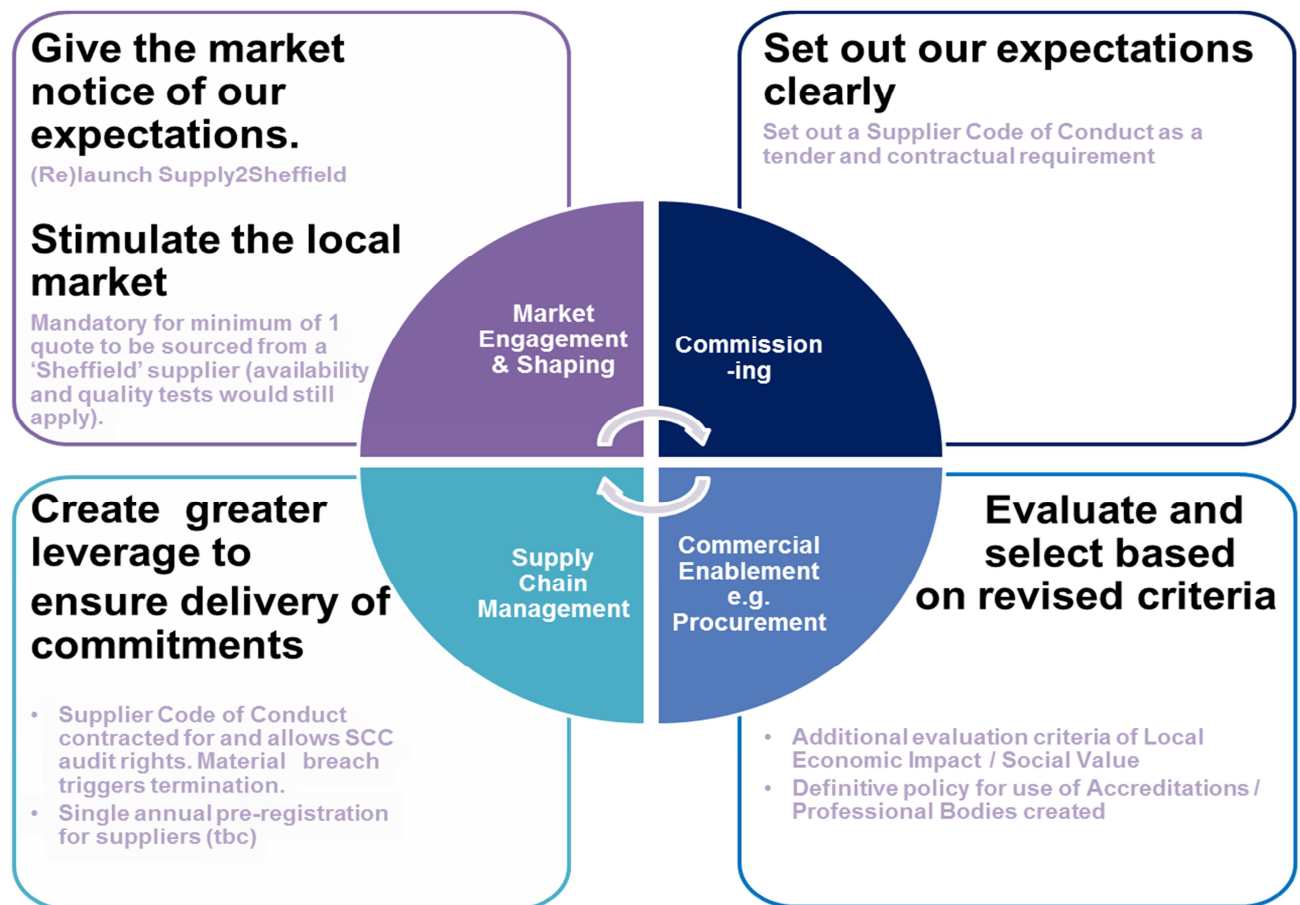 Give the market
notice of our
expectations.
(Re)launch Supply2Sheffield
Stimulate the local
market
Mandatory for minimum of 1
quote to be sourced from a
‘Sheffield’ supplier (availability
and quality tests would still
apply).
Set out our expectations
clearly
Set out a Supplier Code of Conduct as a
tender and contractual requirement
Market
Engagement
& Shaping
Commission
-ing
Supply
Chain
Management
Commercial
Enablement
e.g.
Procurement
Create greater
leverage to
ensure delivery of
commitments
• Supplier Code of Conduct
contracted for and allows SCC
audit rights. Material breach
triggers termination.
• Single annual pre-registration
for suppliers (tbc)
Evaluate and
select based
on revised criteria
• Additional evaluation criteria of Local
Economic Impact / Social Value
• Definitive policy for use of Accreditations /
Professional Bodies created